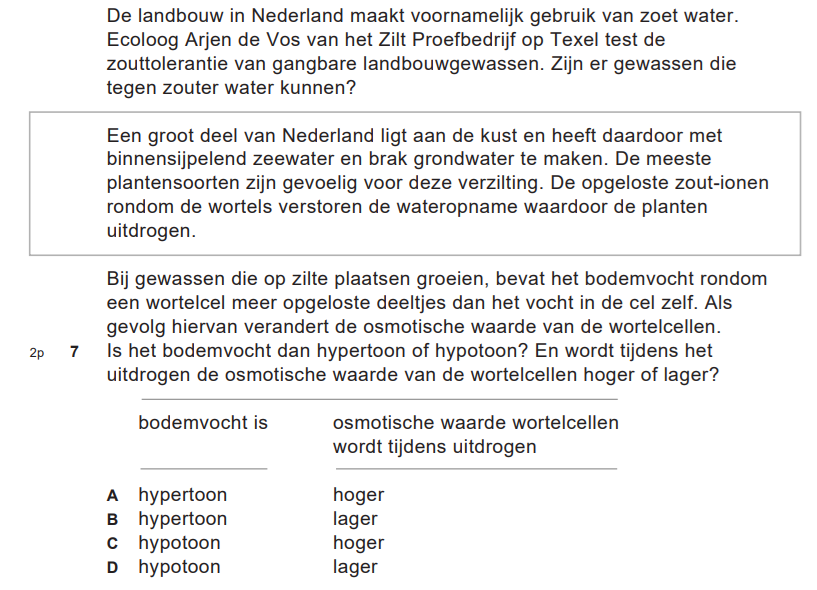 De landbouw in Nederland maakt voornamelijk gebruik van zoet water.
Ecoloog Arjen de Vos van het Zilt Proefbedrijf op Texel test de
zouttolerantie van gangbare landbouwgewassen. Zijn er gewassen die
tegen zouter water kunnen?
Een groot deel van Nederland ligt aan de kust en heeft daardoor met
binnensijpelend zeewater en brak grondwater te maken. De meeste
plantensoorten zijn gevoelig voor deze verzilting. De opgeloste zout-ionen
rondom de wortels verstoren de wateropname waardoor de planten
uitdrogen.
Bij gewassen die op zilte plaatsen groeien, bevat het bodemvocht rondom
een wortelcel meer opgeloste deeltjes dan het vocht in de cel zelf. Als
gevolg hiervan verandert de osmotische waarde van de wortelcellen.
2p 7 Is het bodemvocht dan hypertoon of hypotoon? En wordt tijdens het
uitdrogen de osmotische waarde van de wortelcellen hoger of lager?
bodemvocht is osmotische waarde wortelcellen
wordt tijdens uitdrogen
A hypertoon hoger
B hypertoon lager
C hypotoon hoger
D hypotoon lager